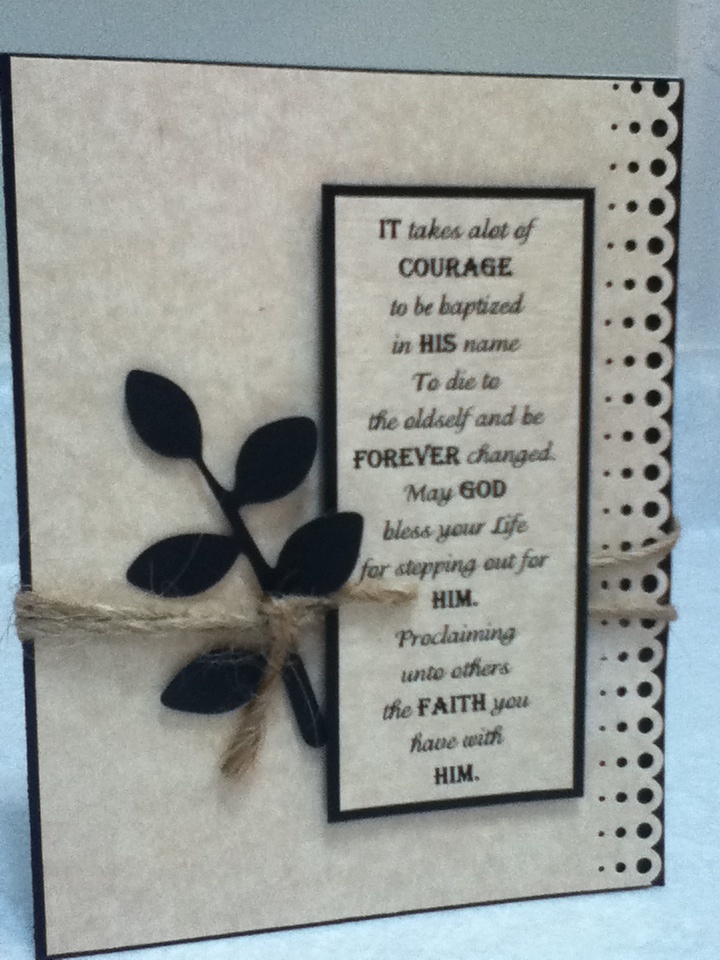 IT takes alot of
COURAGE
to be baptized
in HIS name
To die to
the oldself and be
FOREVER changed.
May GOD
bless your Life
for stepping out for
HIM.
Proclaiming
unto others
the FAITH you
have with
HIM.